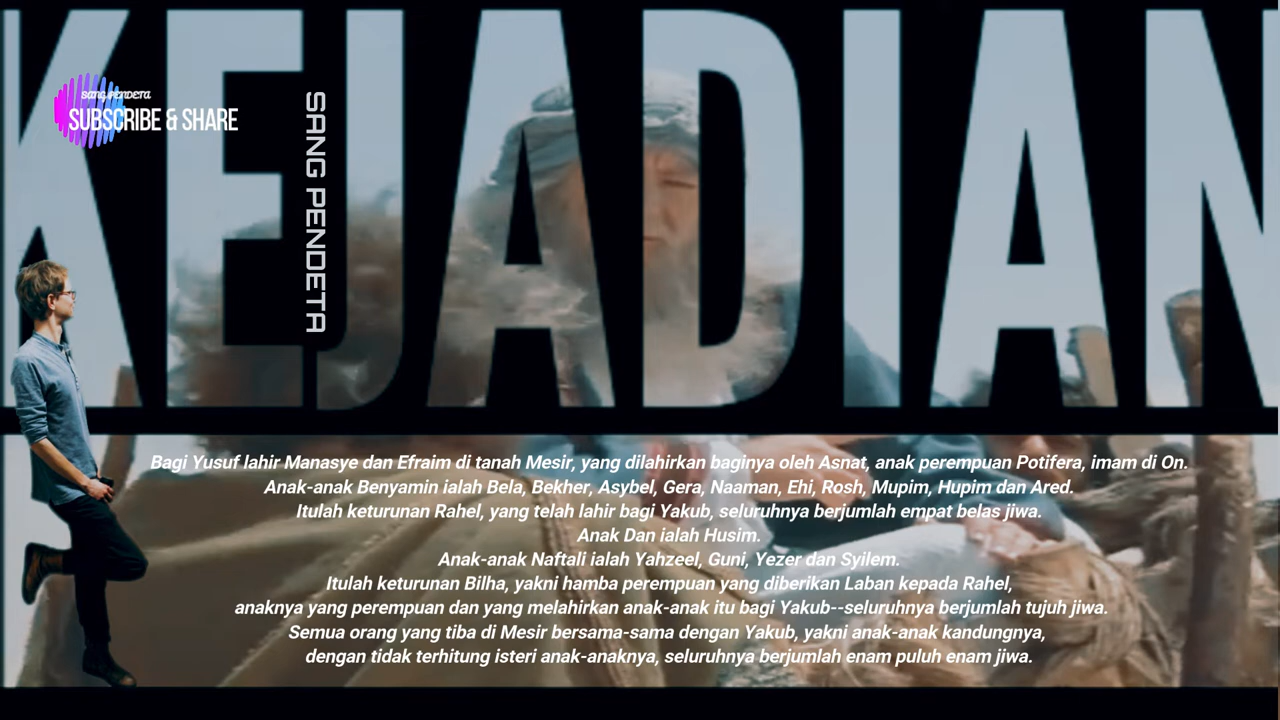 KEJADIAN
sang pendeta
SUBSCRIBE & SHARE
SANG PENDETA
Bagi Yusuf lahir Manasye dan Efraim di tanah Mesir, yang dilahirkan baginya oleh Asnat, anak perempuan Potifera, imam di On.
Anak-anak Benyamin ialah Bela, Bekher, Asybel, Gera, Naaman, Ehi, Rosh, Mupim, Hupim dan Ared.
Itulah keturunan Rahel, yang telah lahir bagi Yakub, seluruhnya berjumlah empat belas jiwa.
Anak Dan ialah Husim.
Anak-anak Naftali ialah Yahzeel, Guni, Yezer dan Syilem.
Itulah keturunan Bilha, yakni hamba perempuan yang diberikan Laban kepada Rahel,
anaknya yang perempuan dan yang melahirkan anak-anak itu bagi Yakub--seluruhnya berjumlah tujuh jiwa.
Semua orang yang tiba di Mesir bersama-sama dengan Yakub, yakni anak-anak kandungnya,
dengan tidak terhitung isteri anak-anaknya, seluruhnya berjumlah enam puluh enam jiwa.